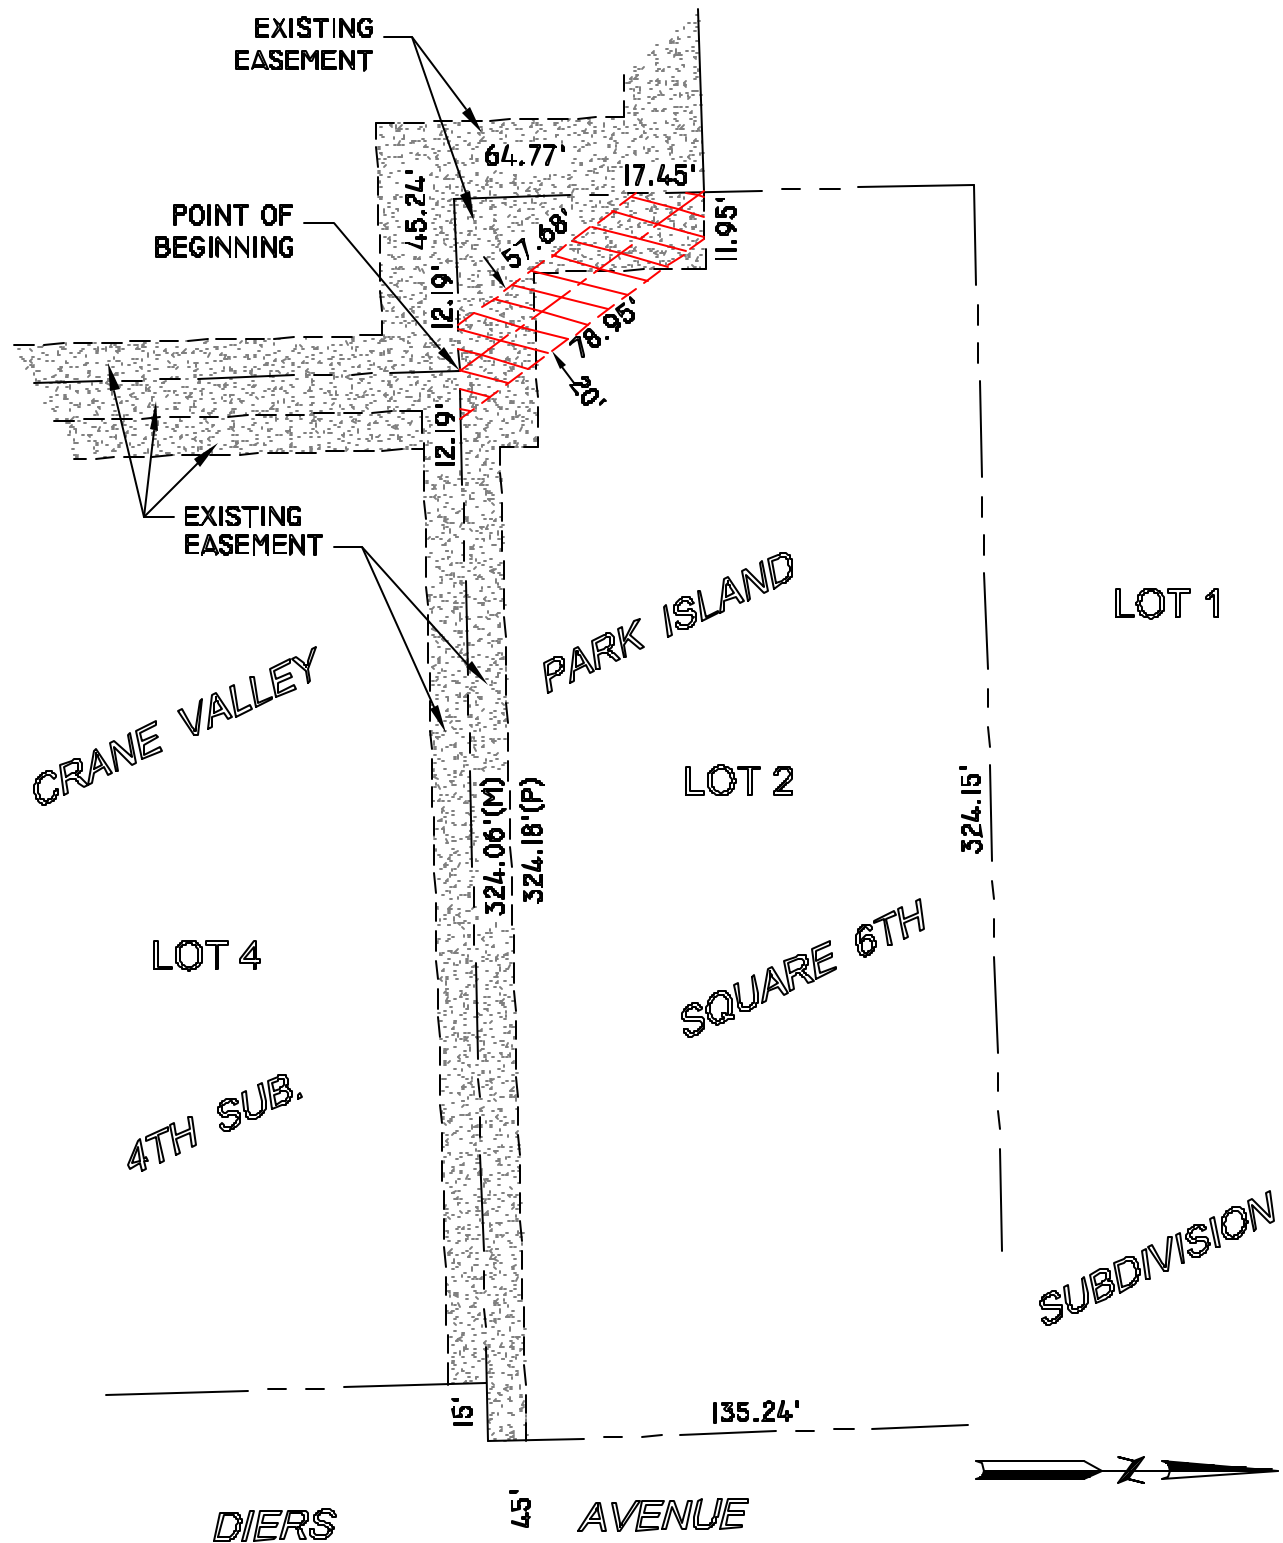 EXISTING
EASEMENT
64.77'
17.45'
45.24'
POINT OF
BEGINNING
57.68'
11.95'
12.19'
78.95'
20'
12.19'
EXISTING
EASEMENT
PARK ISLAND
LOT 1
CRANE VALLEY
LOT 2
324.06'(M)
324.18'(P)
324.15'
LOT 4
SQUARE 6TH
4TH SUB.
SUBDIVISION
15'
135.24'
Z
45'
DIERS AVENUE